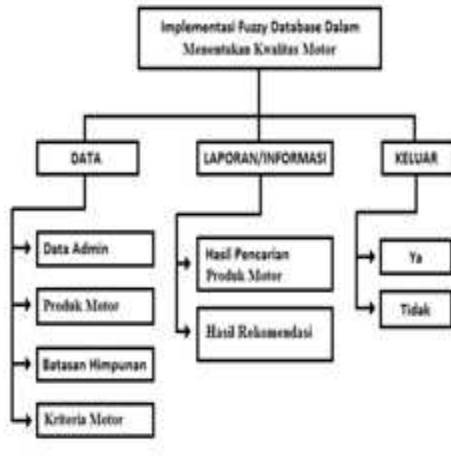 Implementasi Fuzzy Database Dalam
Menentukan Kwalitas Motor
DATA
LAPORAN/INFORMASI
KELUAR
Data Admin
Produk Motor
Batasan Himpunan
Kriteria Motor
Hasil Pencarian
Produk Motor
Hasil Rekomendasi
Ya
Tidak